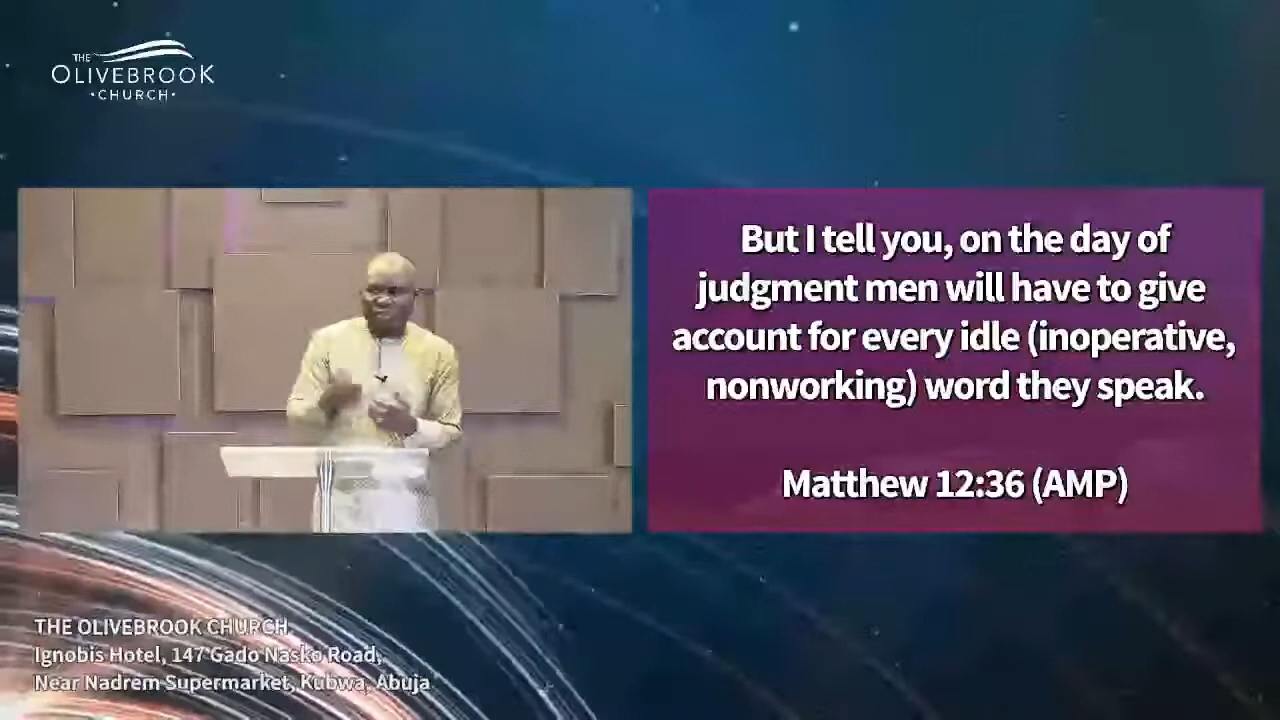 THE
OLIVEBROOK
·CHURCH·
But I tell you, on the day of
judgment men will have to give
account for every idle (inoperative,
nonworking) word they speak.
Matthew 12:36 (AMP)
THE OLIVEBROOK CHURCH
Ignobis Hotel, 147 Gado Nasko Road,
Near Nadrem Supermarket, Kubwa, Abuja